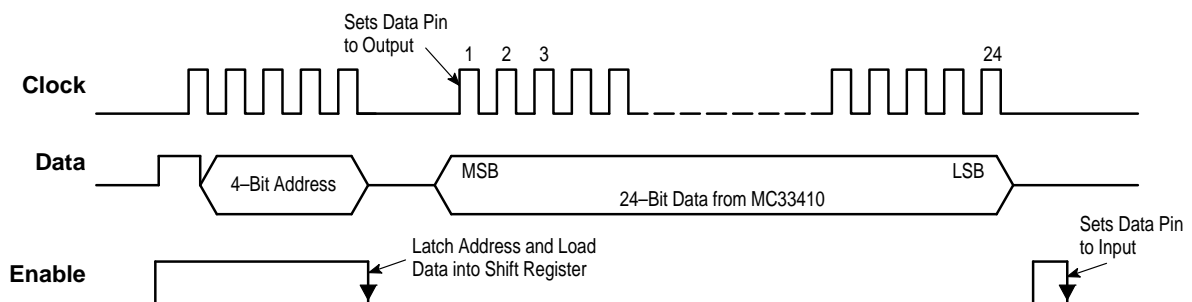 Sets Data Pin
to Output
1 2 3 24
Clock
Data
4–Bit Address
MSB
LSB
24–Bit Data from MC33410
Enable
Latch Address and Load
Data into Shift Register
Sets Data Pin
to Input